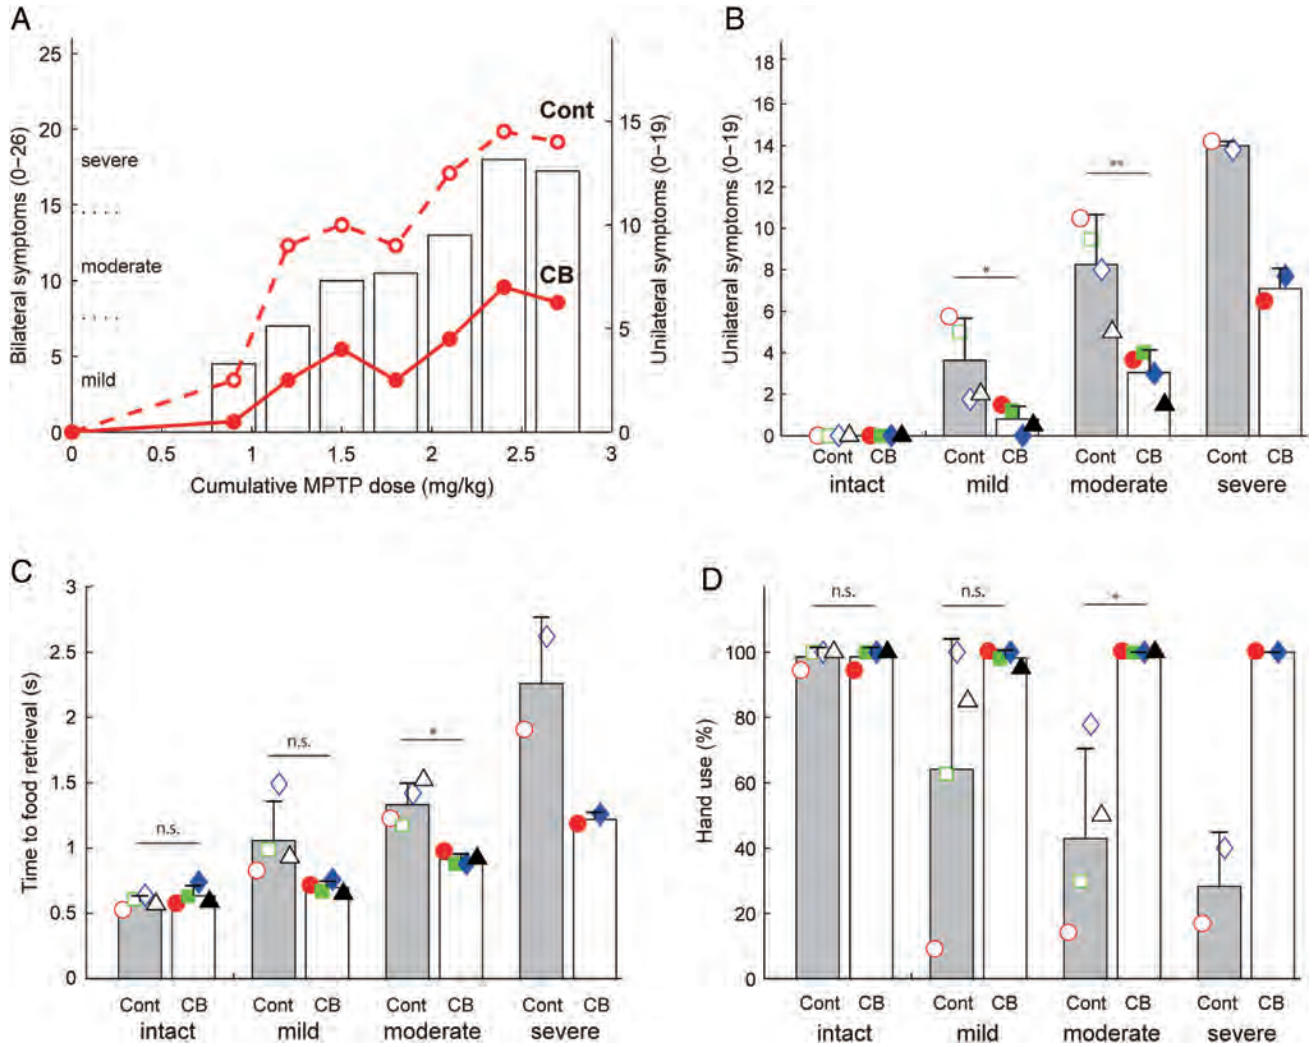 A
Bilateral symptoms (0–26)
25
20
15
10
5
0
severe
moderate
mild
Cont
CB
15
10
5
0
Unilateral symptoms (0–19)
0 0.5 1 1.5 2 2.5 3
Cumulative MPTP dose (mg/kg)
B
Unilateral symptoms (0–19)
18
16
14
12
10
8
6
4
2
0
*
**
Cont CB Cont CB Cont CB Cont CB
intact mild moderate severe
C
Time to food retrieval (s)
3
2.5
2
1.5
1
0.5
0
n.s.
n.s.
*
Cont CB Cont CB Cont CB Cont CB
intact mild moderate severe
D
Hand use (%)
100
80
60
40
20
0
n.s.
n.s.
*
Cont CB Cont CB Cont CB Cont CB
intact mild moderate severe